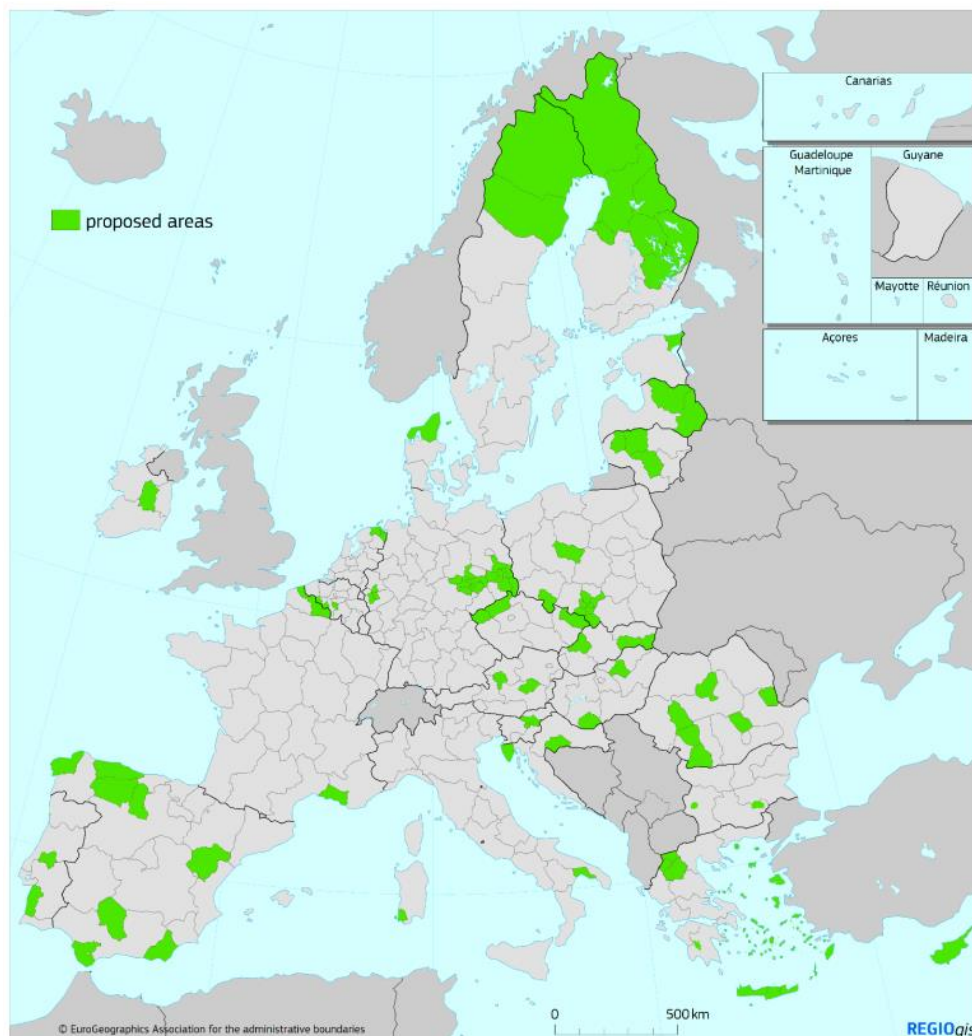 Canarias
Guadeloupe
Martinique
Guyane
Mayotte
Réunion
Açores
Madeira
proposed areas
0
500 km
© EuroGeographics Association for the administrative boundaries
REGIOgis